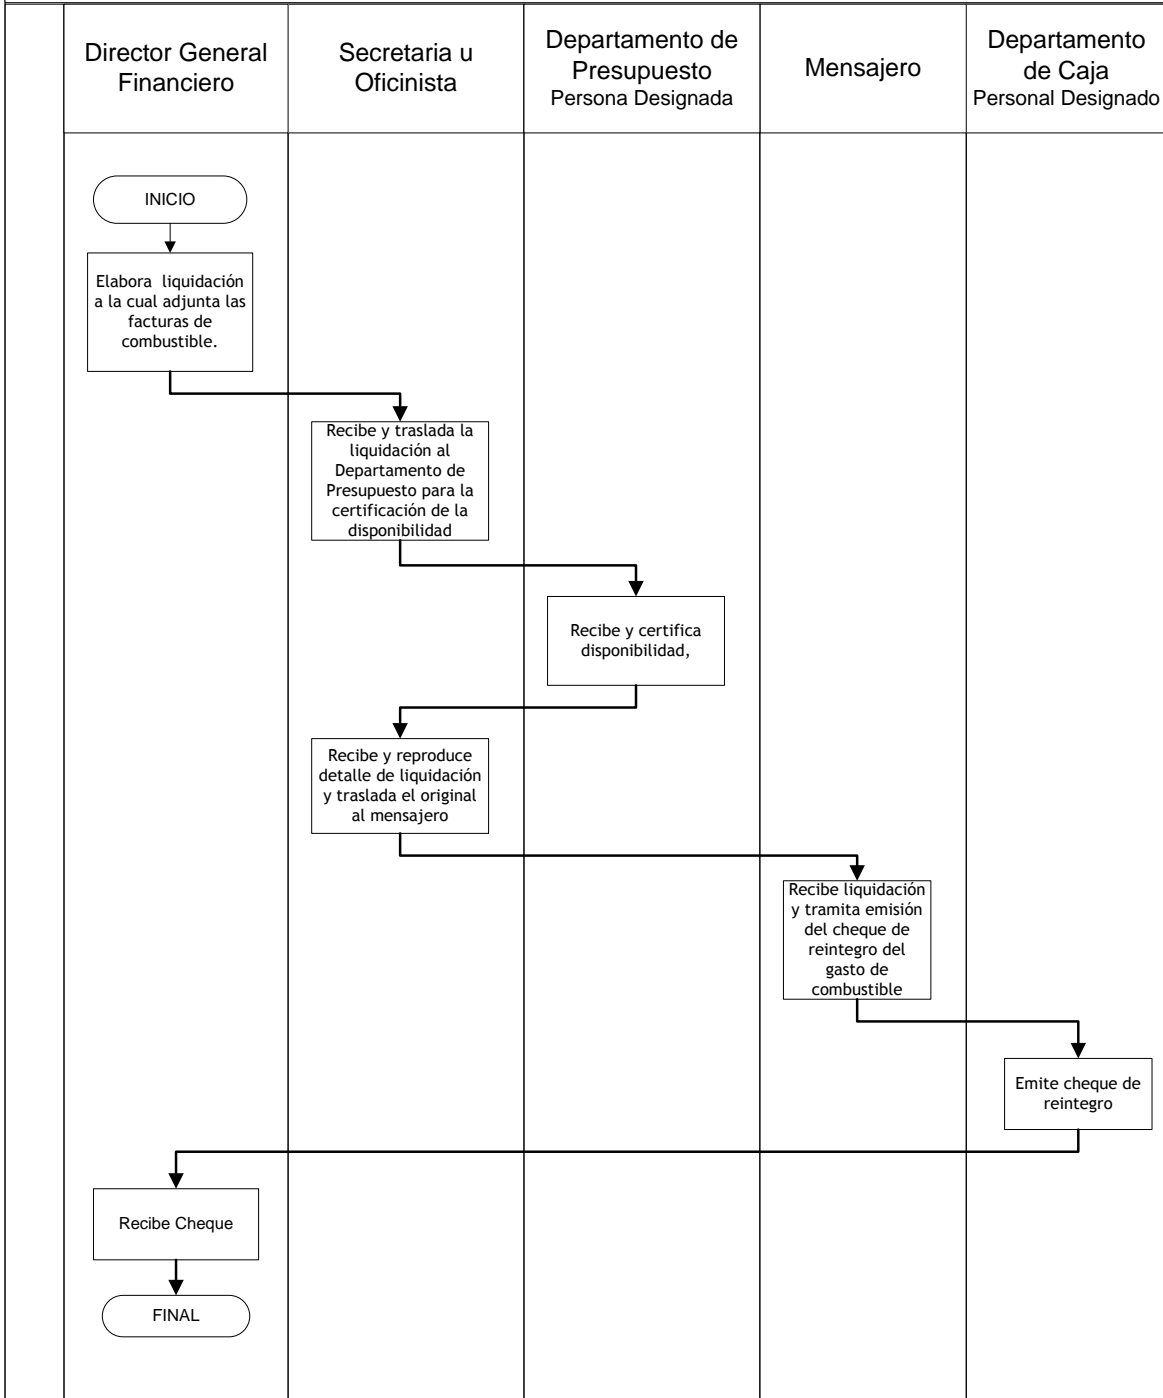 Director General
Financiero
Secretaria u
Oficinista
Departamento de
Presupuesto
Persona Designada
Mensajero
Departamento
de Caja
Personal Designado
INICIO
Elabora liquidación
a la cual adjunta las
facturas de
combustible.
Recibe y traslada la
liquidación al
Departamento de
Presupuesto para la
certificación de la
disponibilidad
Recibe y certifica
disponibilidad,
Recibe y reproduce
detalle de liquidación
y traslada el original
al mensajero
Recibe liquidación
y tramita emisión
del cheque de
reintegro del
gasto de
combustible
Emite cheque de
reintegro
Recibe Cheque
FINAL